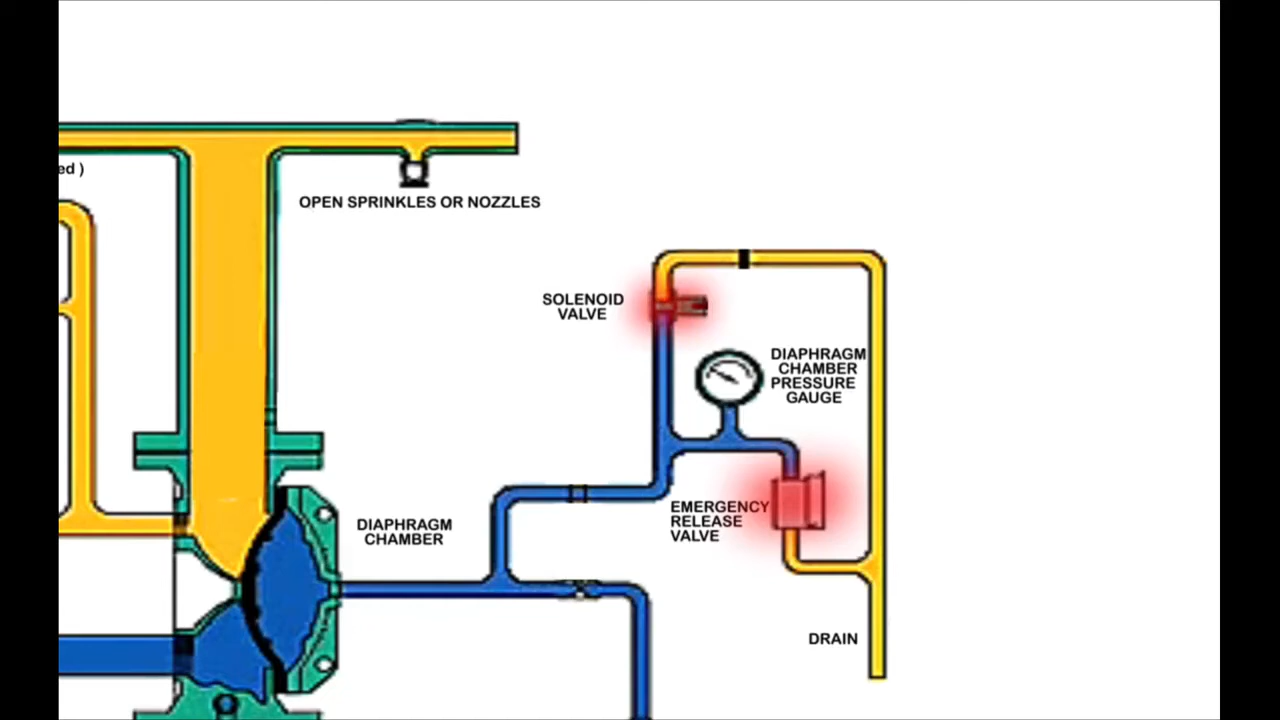 ed )
OPEN SPRINKLES OR NOZZLES
SOLENOID
VALVE
DIAPHRAGM
CHAMBER
PRESSURE
GAUGE
EMERGENCY
RELEASE
VALVE
DIAPHRAGM
CHAMBER
DRAIN